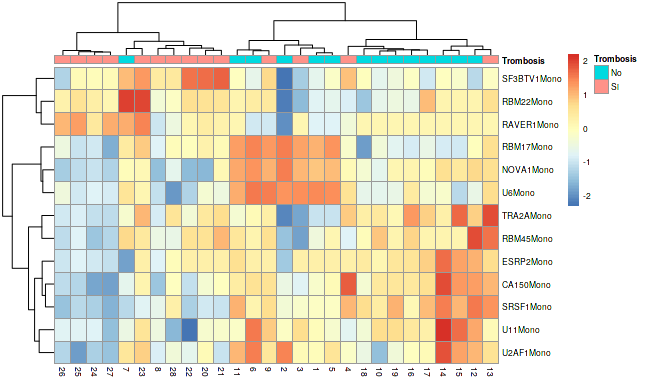 Trombosis
Trombosis
No
SI
2
1
0
-1
-2
SF3BTV1Mono
RBM22Mono
RAVER1Mono
RBM17Mono
NOVA1Mono
U6Mono
TRA2AMono
RBM45Mono
ESRP2Mono
CA150Mono
SRSF1Mono
U11Mono
U2AF1Mono
26 25 24 27 7 23 8 28 22 20 21 11 6 9 2 3 1 5 4 18 10 19 16 17 14 15 12 13